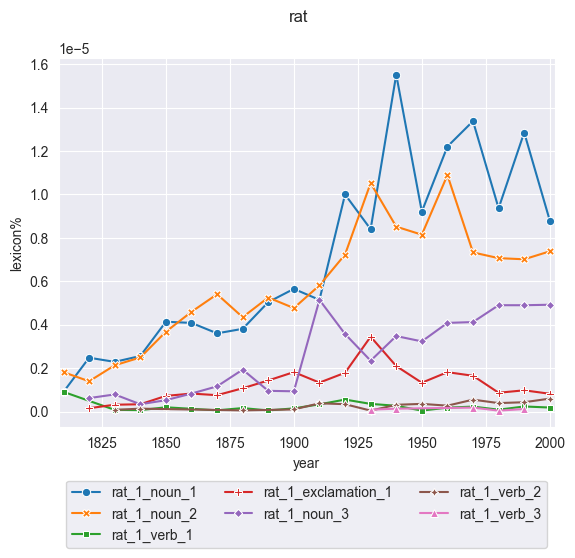 rat
1e−5
1.6
1.4
1.2
1.0
0.8
0.6
0.4
0.2
0.0
lexicon%
1825 1850 1875 1900 1925 1950 1975 2000
year
rat_1_noun_1 rat_1_exclamation_1 rat_1_verb_2
rat_1_noun_2 rat_1_noun_3 rat_1_verb_3
rat_1_verb_1